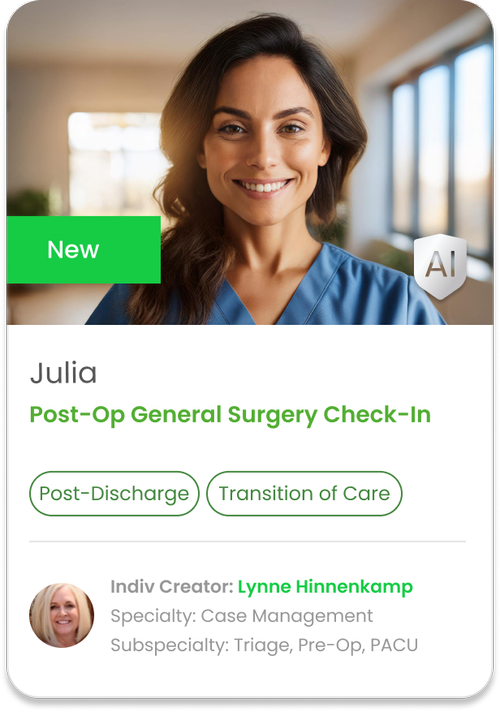 New
AI
Julia
Post-Op General Surgery Check-In
Post-Discharge
Transition of Care
Indiv Creator: Lynne Hinnenkamp
Specialty: Case Management
Subspecialty: Triage, Pre-Op, PACU